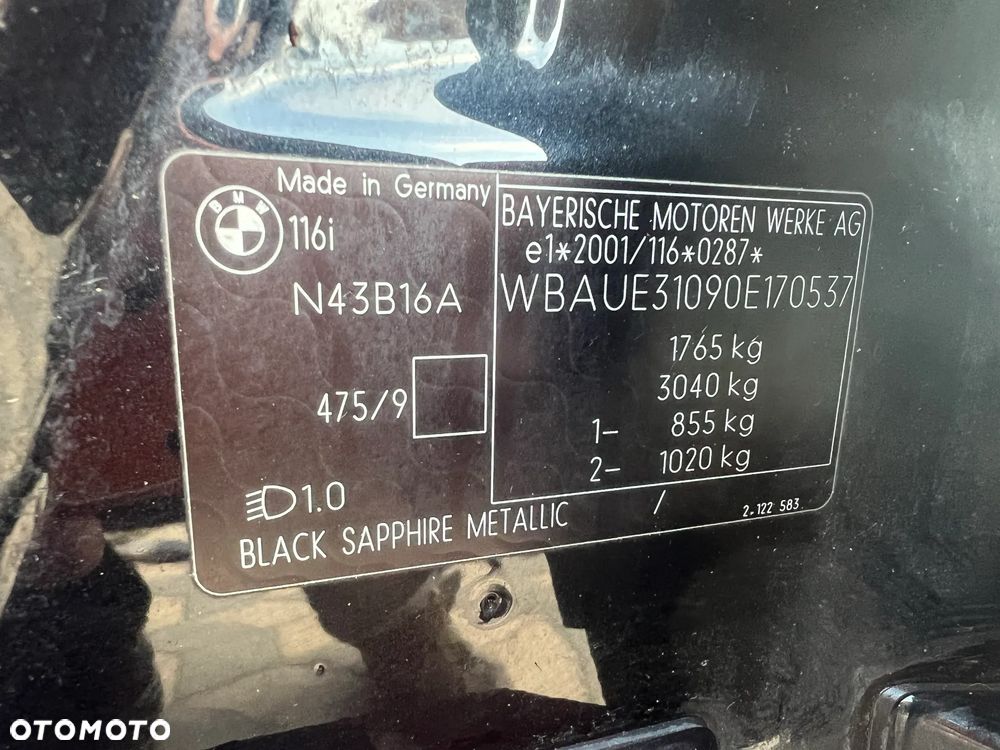 Made in Germany
BMW
116i
N43B16A
475/9
1.0
BLACK SAPPHIRE METALLIC /
BAYERISCHE MOTOREN WERKE AG
e1*2001/116*0287*
WBAUE31090E170537
1765 kg
3040 kg
1- 855 kg
2- 1020 kg
2.122 583
OTOMOTO